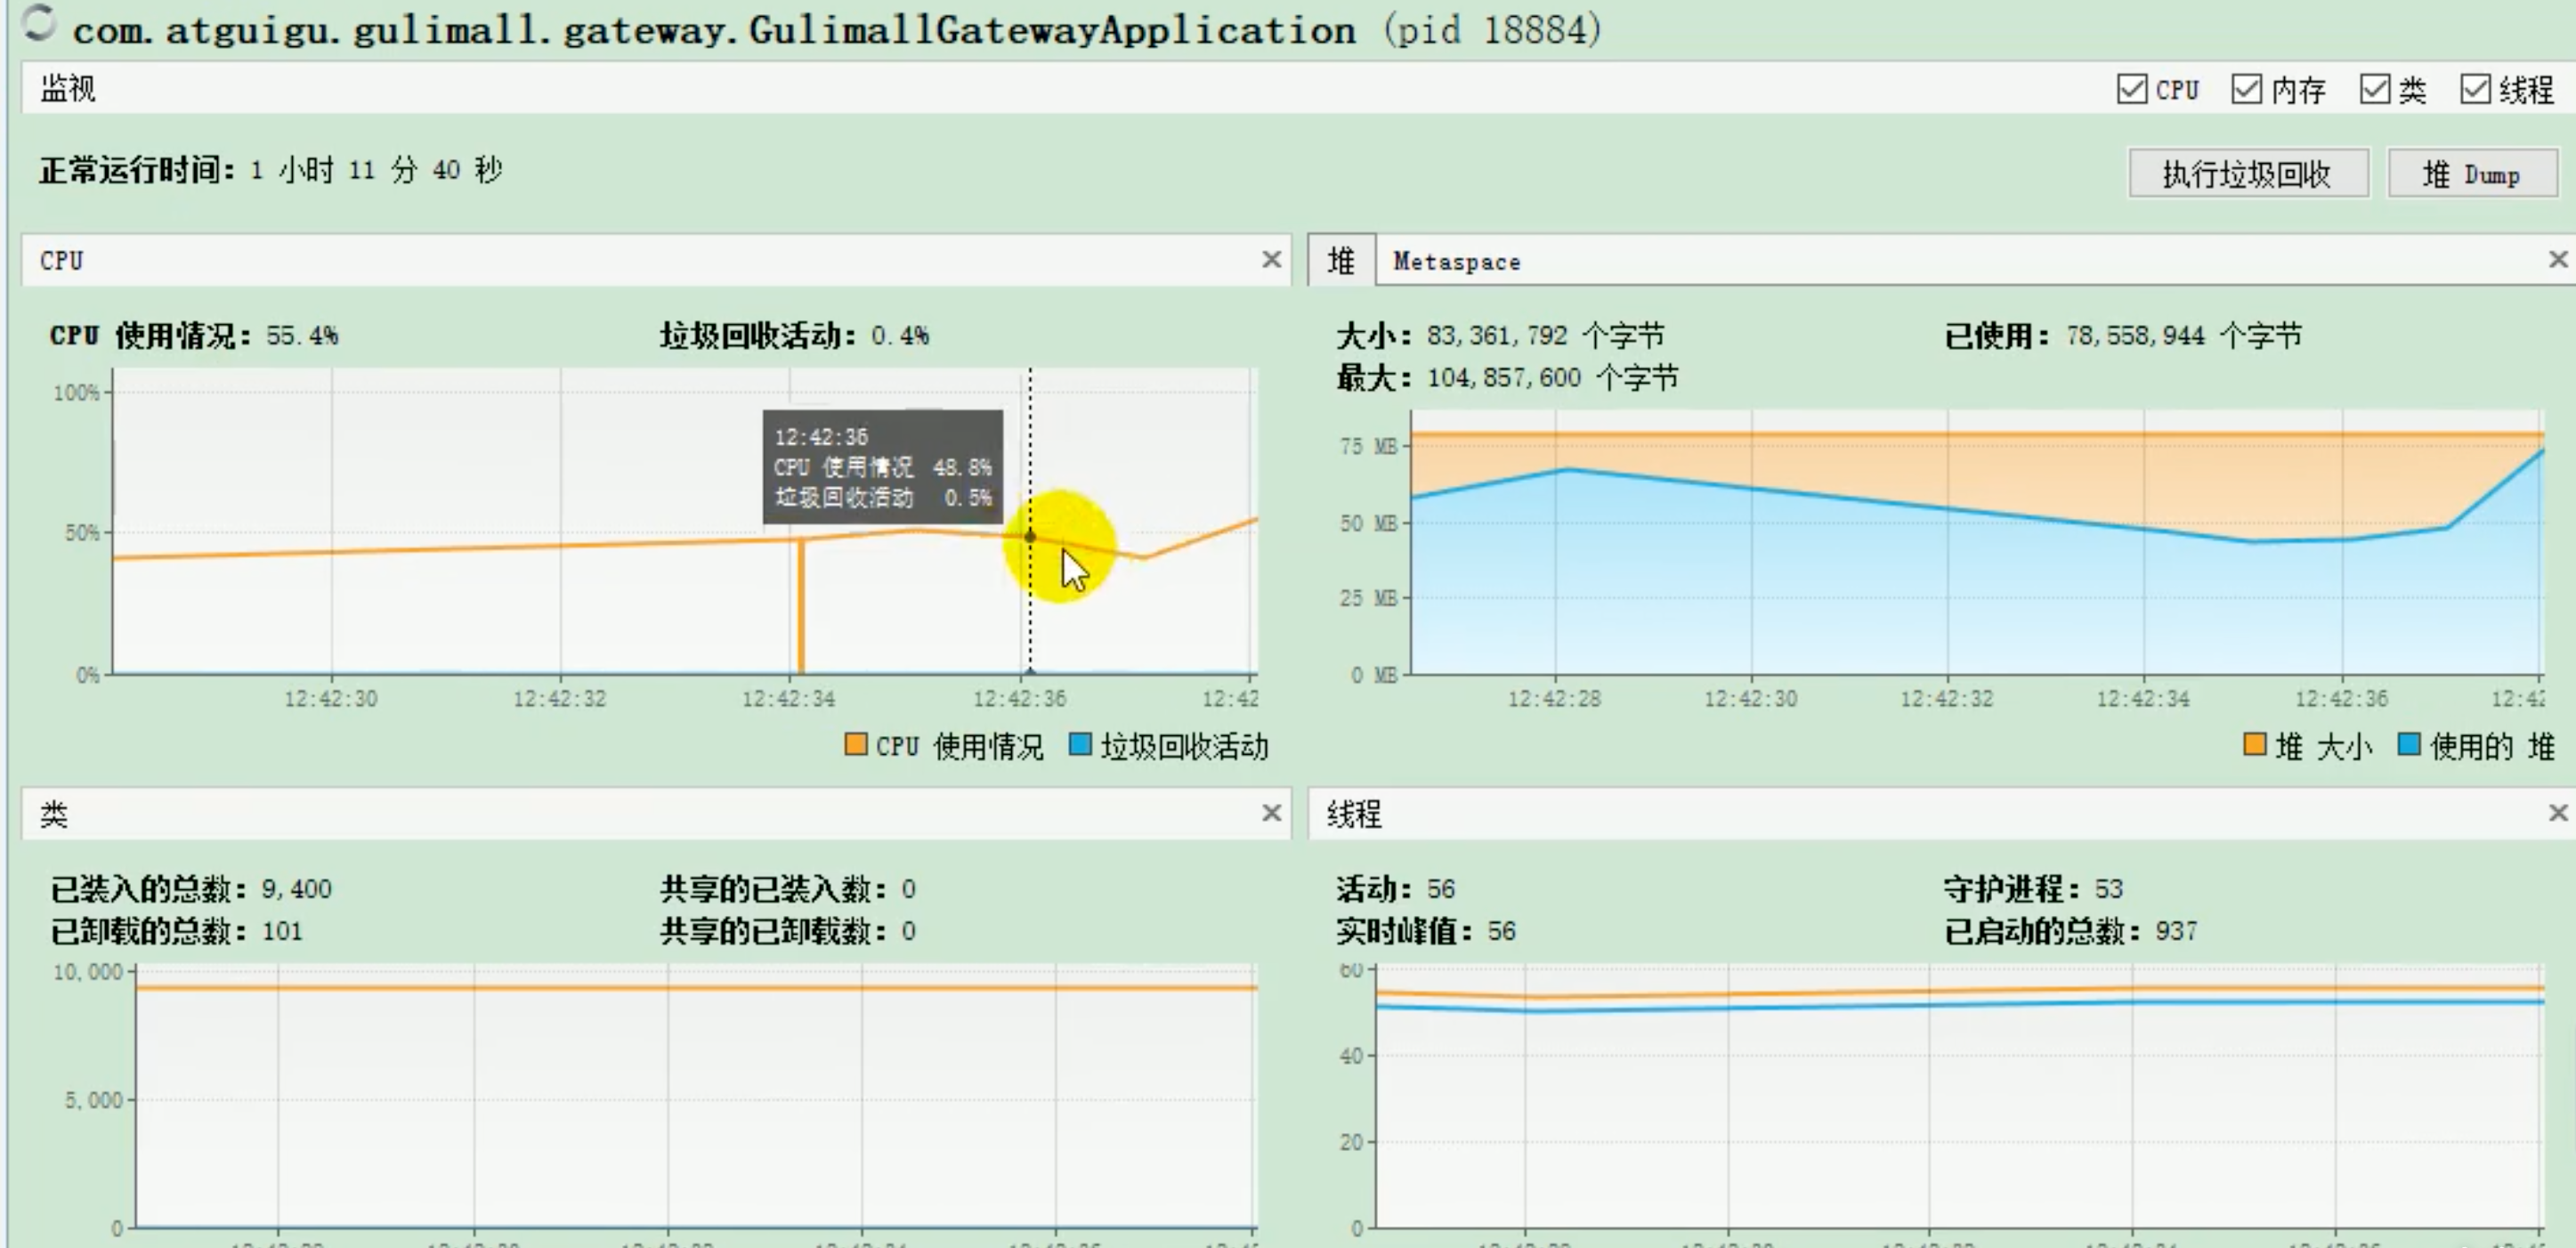 com.atguigu.gulimall.gateway.GulimallGatewayApplication (pid 18884)
监视
CPU 内存 类 线程
正常运行时间: 1 小时 11 分 40 秒
执行垃圾回收 堆 Dump
CPU
CPU 使用情况: 55.4% 垃圾回收活动: 0.4%
100%
50%
0%
12:42:36
CPU 使用情况 48.8%
垃圾回收活动 0.5%
12:42:30 12:42:32 12:42:34 12:42:36 12:42
CPU 使用情况 垃圾回收活动
堆 Metaspace
大小: 83,361,792 个字节 已使用: 78,558,944 个字节
最大: 104,857,600 个字节
75 MB
50 MB
25 MB
0 MB
12:42:28 12:42:30 12:42:32 12:42:34 12:42:36 12:42
堆 大小 使用的 堆
类
已装入的总数: 9,400 共享的已装入数: 0
已卸载的总数: 101 共享的已卸载数: 0
10,000
5,000
0
线程
活动: 56 守护进程: 53
实时峰值: 56 已启动的总数: 937
60
40
20
0